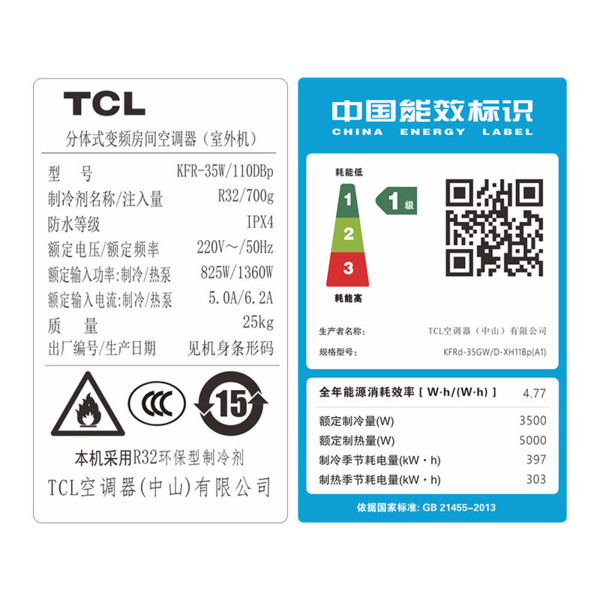 TCL
分体式变频房间空调器（室外机）
型 号 KFR-35W/110DBp
制冷剂名称/注入量 R32/700g
防水等级 IPX4
额定电压/额定频率 220V～/50Hz
额定输入功率:制冷/热泵 825W/1360W
额定输入电流:制冷/热泵 5.0A/6.2A
质 量 25kg
出厂编号/生产日期 见机身条形码
CCC
15
本机采用R32环保型制冷剂
TCL空调器(中山)有限公司
中国能效标识
CHINA ENERGY LABEL
耗能低
1
1级
2
3
耗能高
生产者名称: TCL空调器（中山）有限公司
规格型号: KFRd-35GW/D-XH11Bp(A1)
全年能源消耗效率 [ W·h/(W·h) ] 4.77
额定制冷量(W) 3500
额定制热量(W) 5000
制冷季节耗电量(kW·h) 397
制热季节耗电量(kW·h) 303
依据国家标准: GB 21455-2013